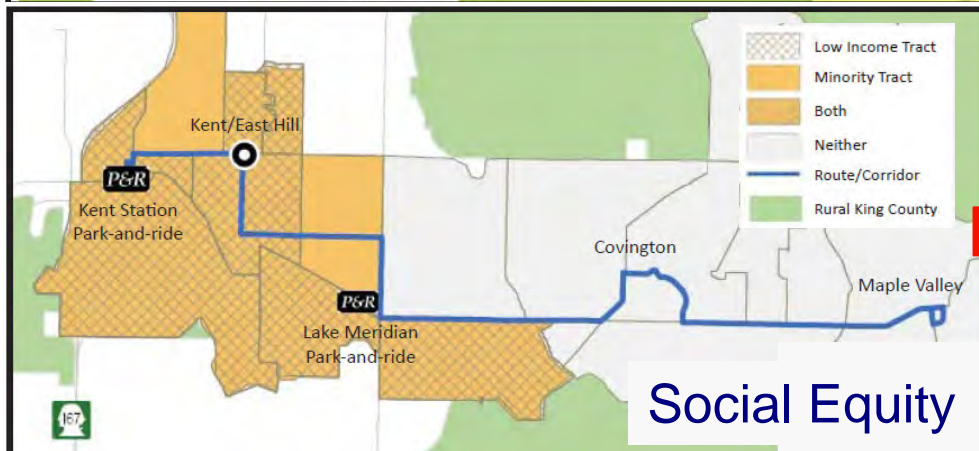 Low Income Tract
Minority Tract
Both
Neither
Route/Corridor
Rural King County
Kent/East Hill
P&R
Kent Station
Park-and-ride
Covington
Maple Valley
P&R
Lake Meridian
Park-and-ride
167
Social Equity